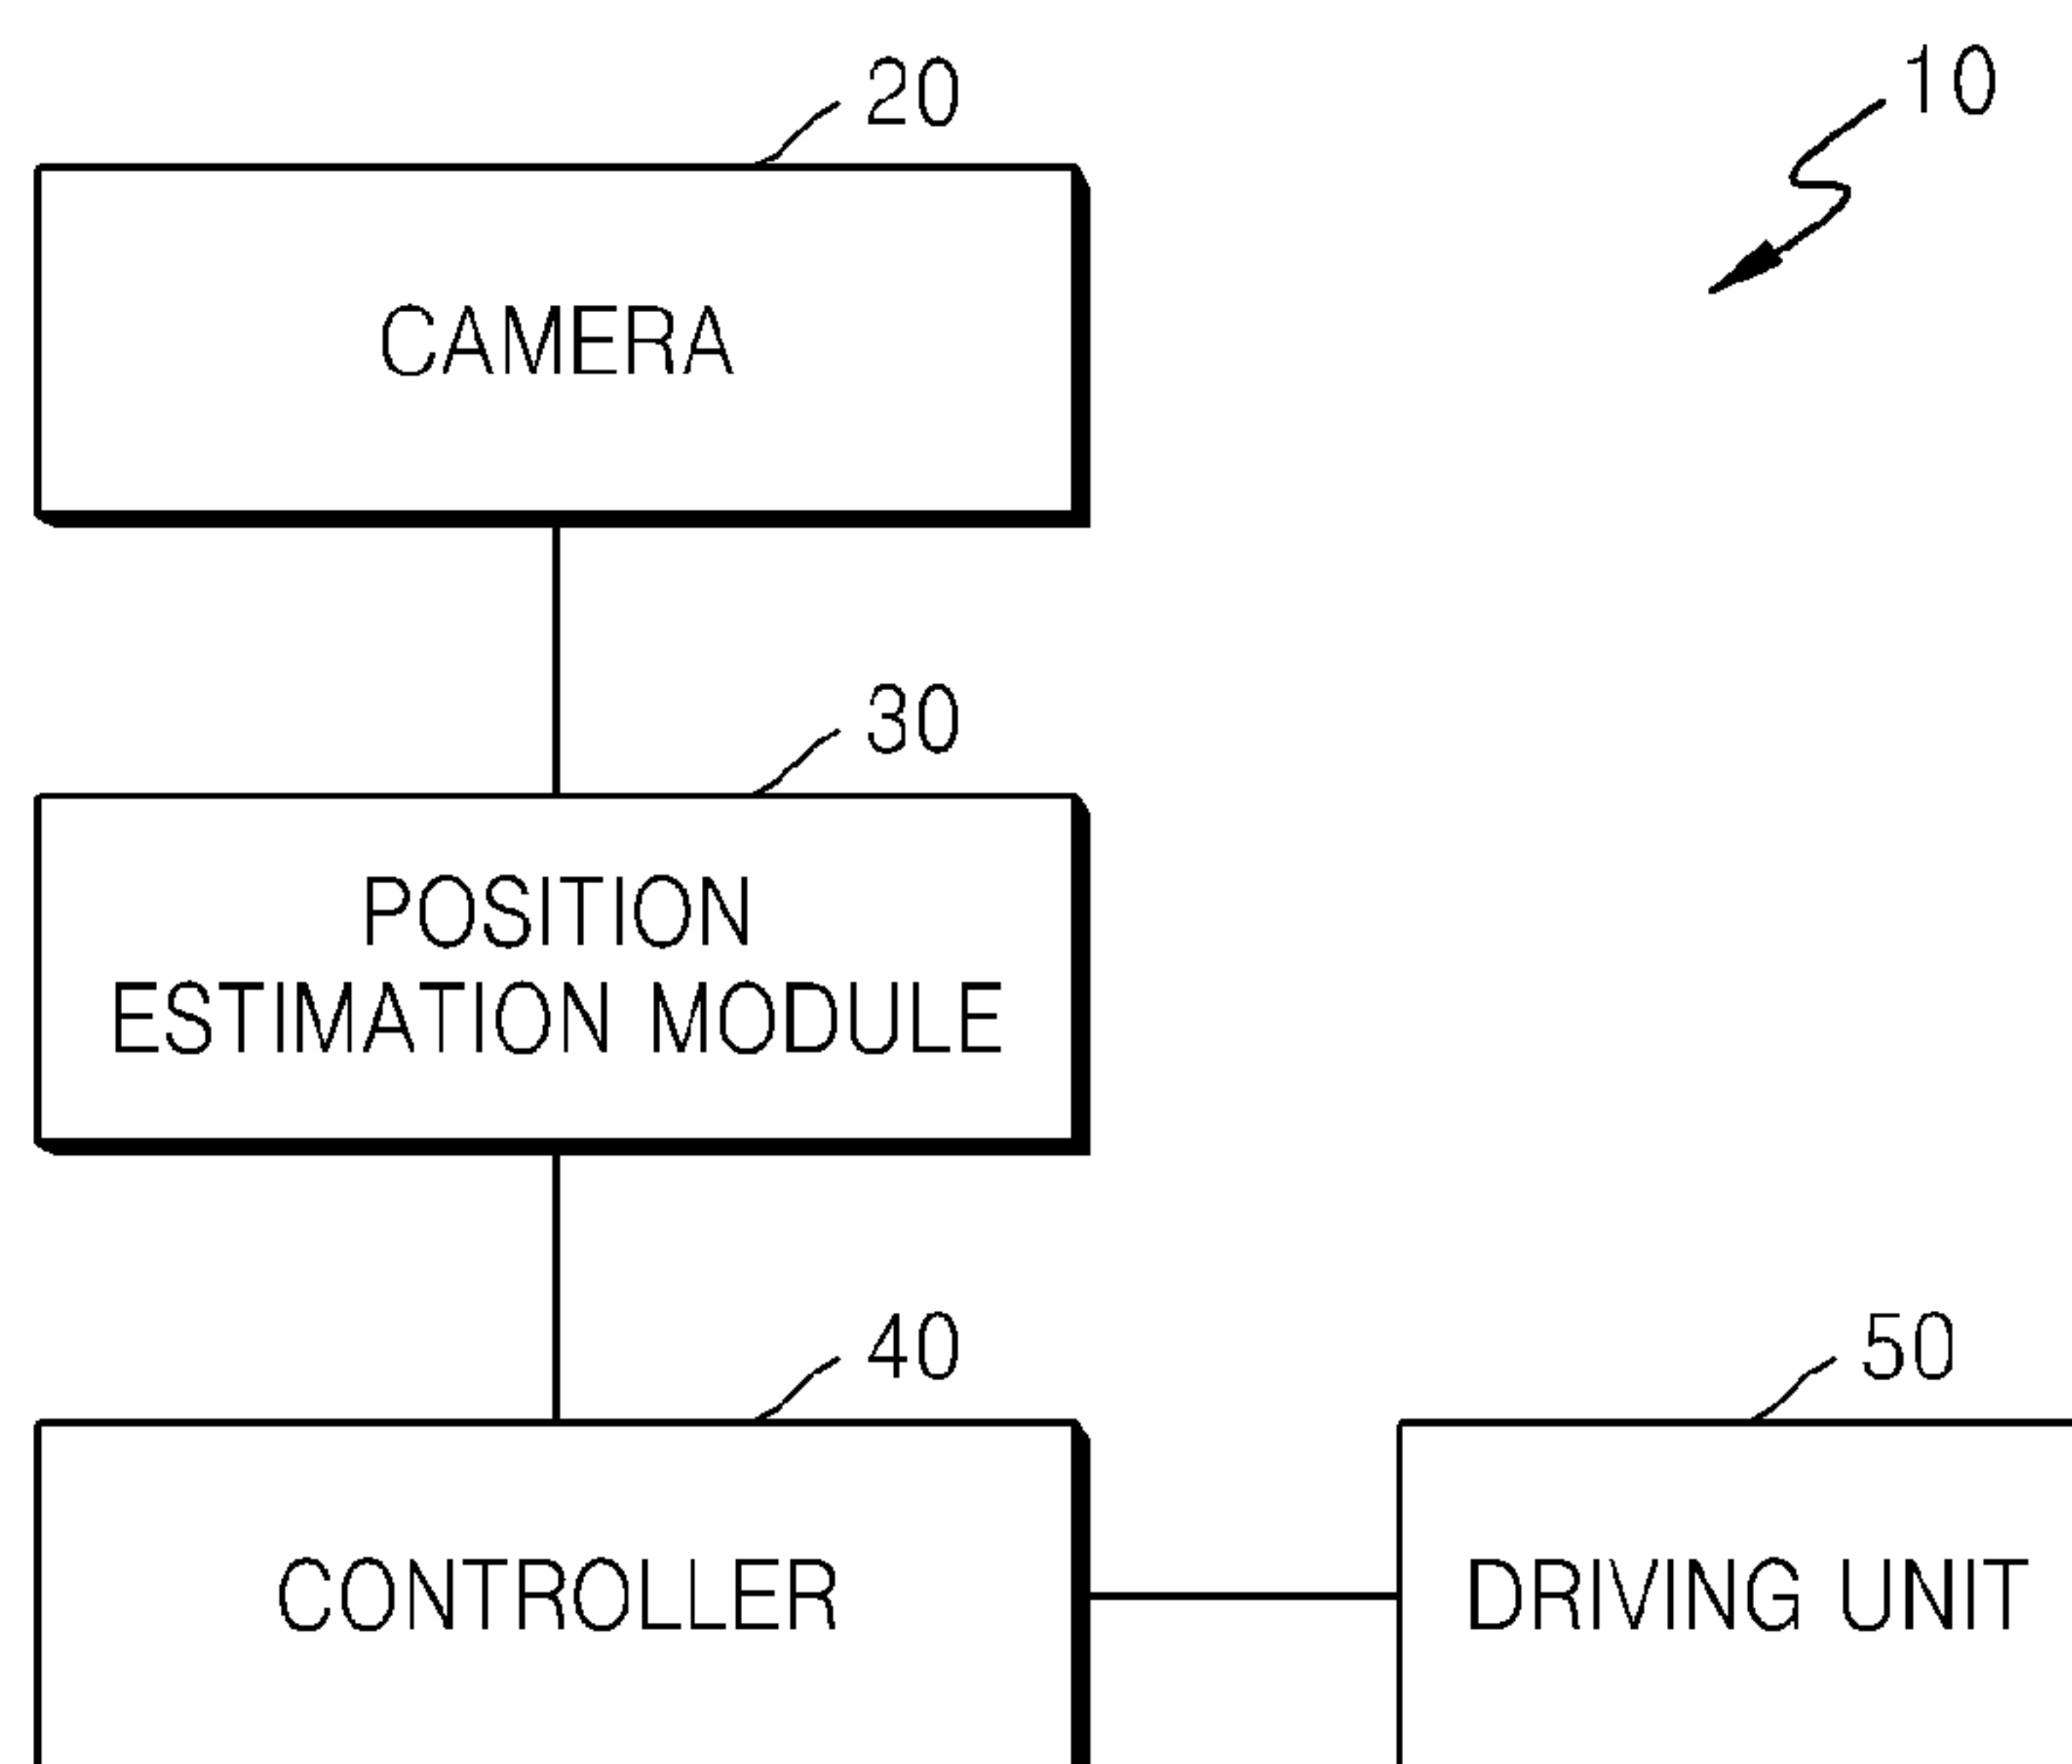 20
10
CAMERA
30
POSITION
ESTIMATION MODULE
40
50
CONTROLLER
DRIVING UNIT